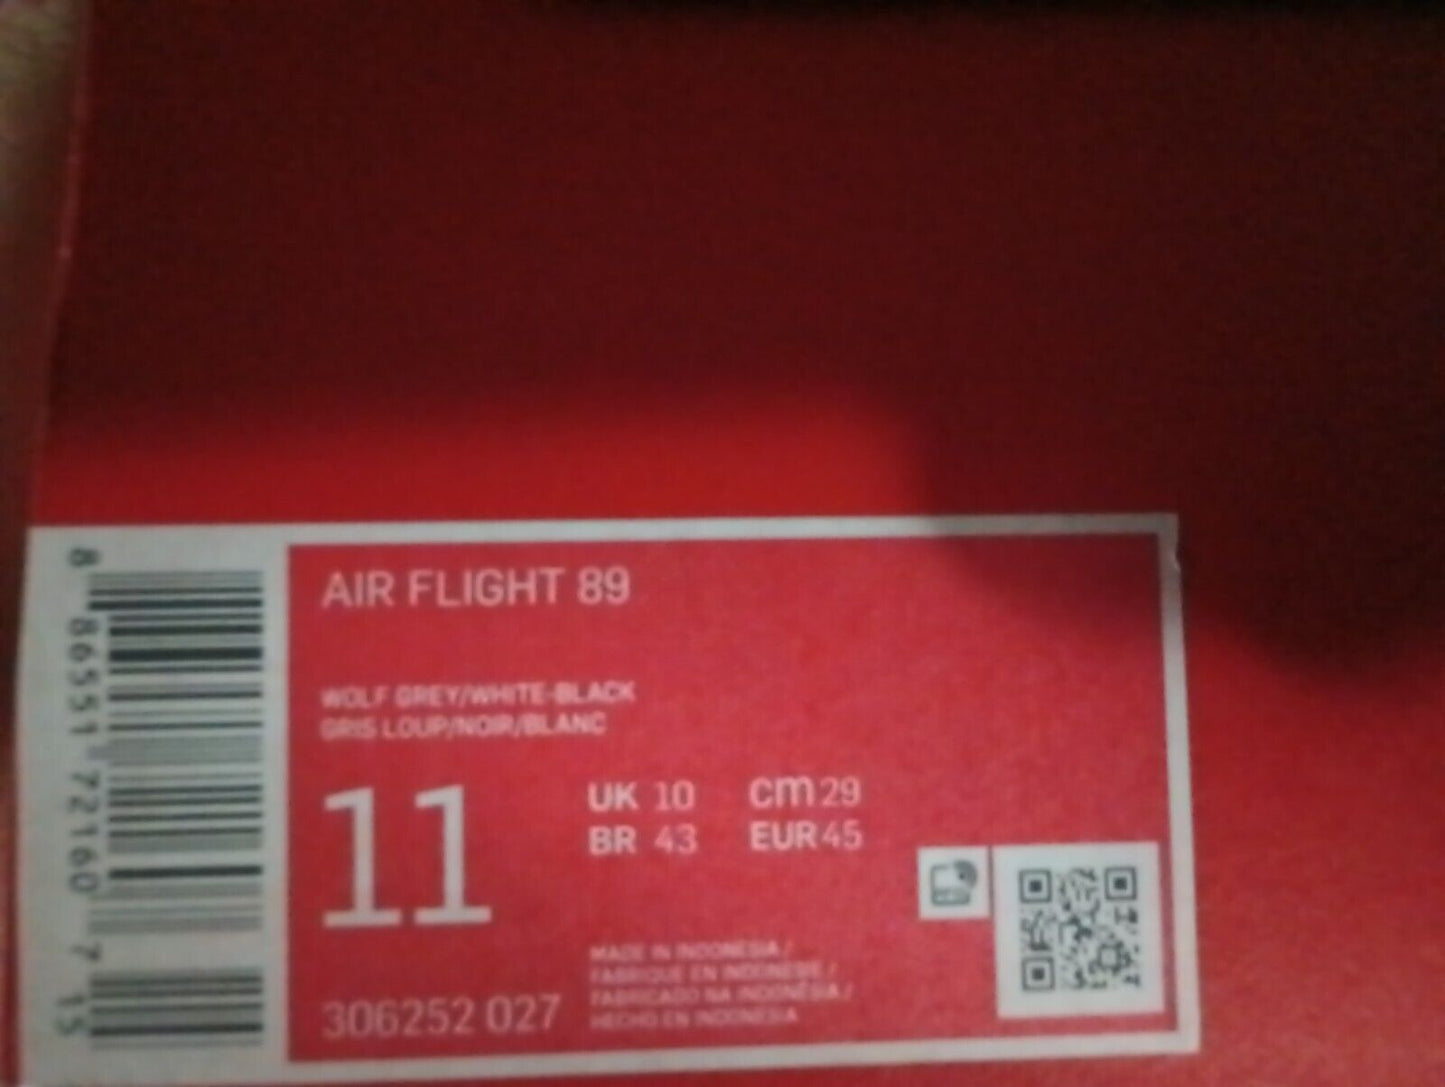 AIR FLIGHT 89
WOLF GREY/WHITE-BLACK
GRIS LOUP/NOIR/BLANC
11
UK 10 cm 29
BR 43 EUR 45
MADE IN INDONESIA /
FABRIQUE EN INDONESIE /
FABRICADO NA INDONÉSIA /
HECHO EN INDONESIA
306252 027
8 86551 72160 7 15